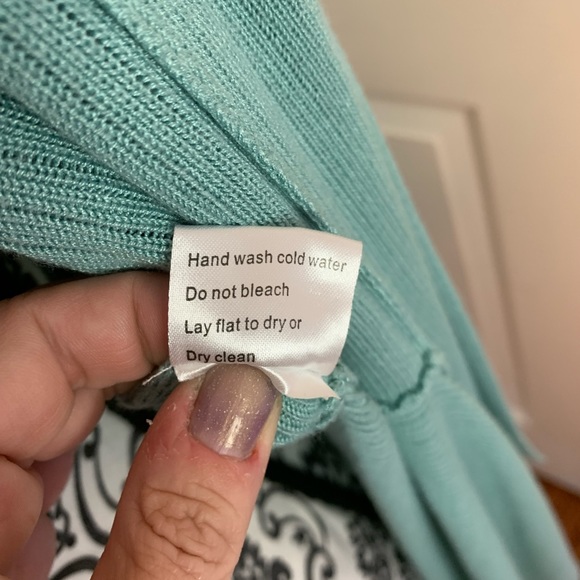 Hand wash cold water
Do not bleach
Lay flat to dry or
Dry clean